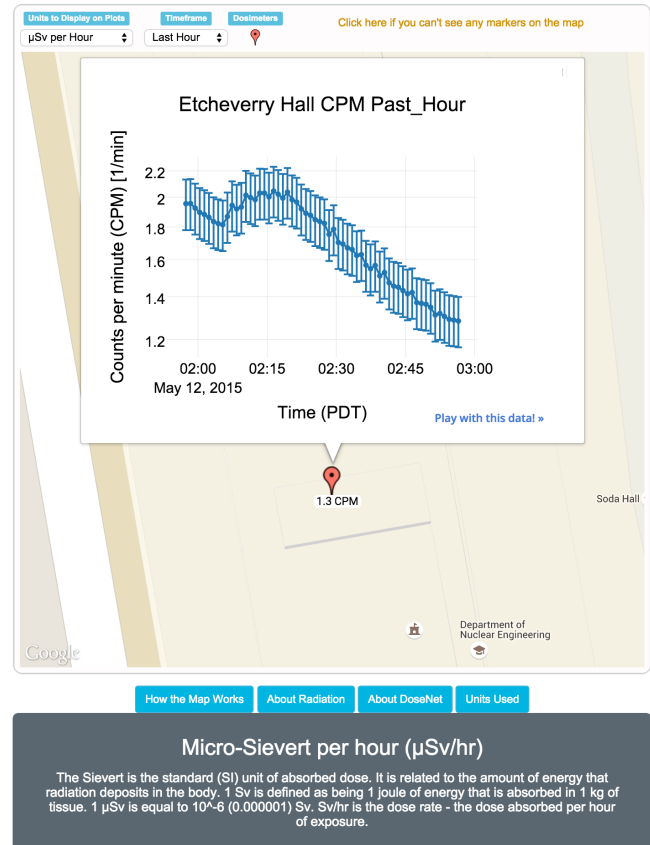 Units to Display on Plots Timeframe Dosimeters
Click here if you can't see any markers on the map
µSv per Hour Last Hour
Etcheverry Hall CPM Past_Hour
Counts per minute (CPM) [1/min]
2.2
2
1.8
1.6
1.4
1.2
02:00 02:15 02:30 02:45 03:00
May 12, 2015
Time (PDT)
Play with this data! »
1.3 CPM
Soda Hall
Department of
Nuclear Engineering
Google
How the Map Works About Radiation About DoseNet Units Used
Micro-Sievert per hour (µSv/hr)
The Sievert is the standard (SI) unit of absorbed dose. It is related to the amount of energy that
radiation deposits in the body. 1 Sv is defined as being 1 joule of energy that is absorbed in 1 kg of
tissue. 1 µSv is equal to 10^-6 (0.000001) Sv. Sv/hr is the dose rate - the dose absorbed per hour
of exposure.